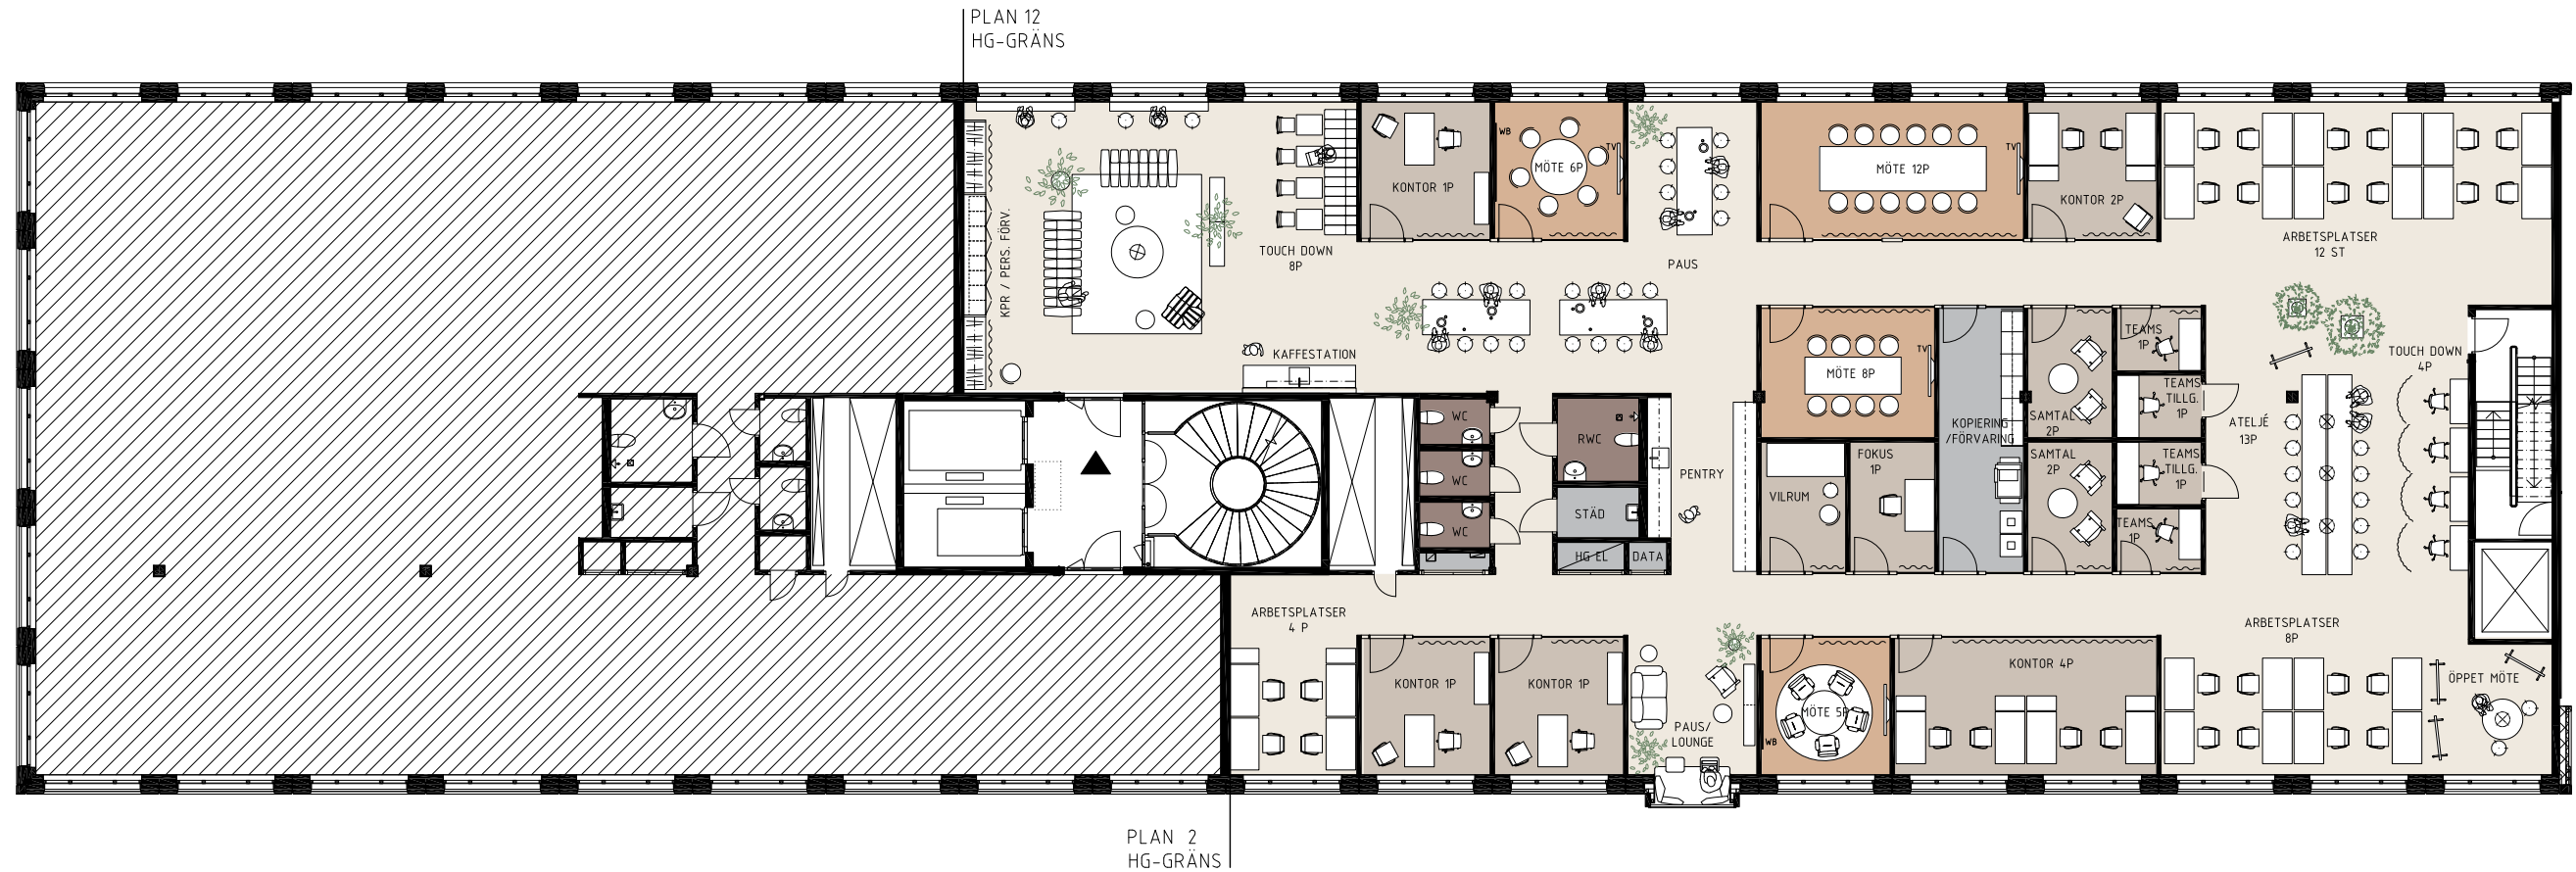 PLAN 12
HG-GRÄNS
KPR / PERS. FÖRV.
TOUCH DOWN
8P
KAFFESTATION
KONTOR 1P
WB
MÖTE 6P
TV
PAUS
MÖTE 12P
TV
KONTOR 2P
ARBETSPLATSER
12 ST
MÖTE 8P
TV
KOPIERING
/FÖRVARING
SAMTAL
2P
SAMTAL
2P
TEAMS
1P
TEAMS
TILLG.
1P
TEAMS
TILLG.
1P
TEAMS
1P
ATELJÉ
13P
TOUCH DOWN
4P
WC
WC
WC
RWC
STÄD
HG EL
DATA
PENTRY
VILRUM
FOKUS
1P
ARBETSPLATSER
4 P
KONTOR 1P
KONTOR 1P
PAUS/
LOUNGE
MÖTE 5P
WB
KONTOR 4P
ARBETSPLATSER
8P
ÖPPET MÖTE
PLAN 2
HG-GRÄNS